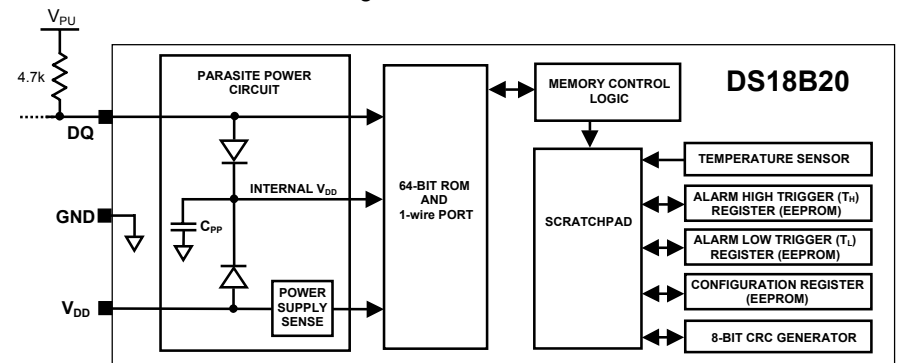 V_PU
4.7k
DQ
GND
V_DD
PARASITE POWER
CIRCUIT
INTERNAL V_DD
C_PP
POWER
SUPPLY
SENSE
64-BIT ROM
AND
1-wire PORT
MEMORY CONTROL
LOGIC
DS18B20
SCRATCHPAD
TEMPERATURE SENSOR
ALARM HIGH TRIGGER (T_H)
REGISTER (EEPROM)
ALARM LOW TRIGGER (T_L)
REGISTER (EEPROM)
CONFIGURATION REGISTER
(EEPROM)
8-BIT CRC GENERATOR